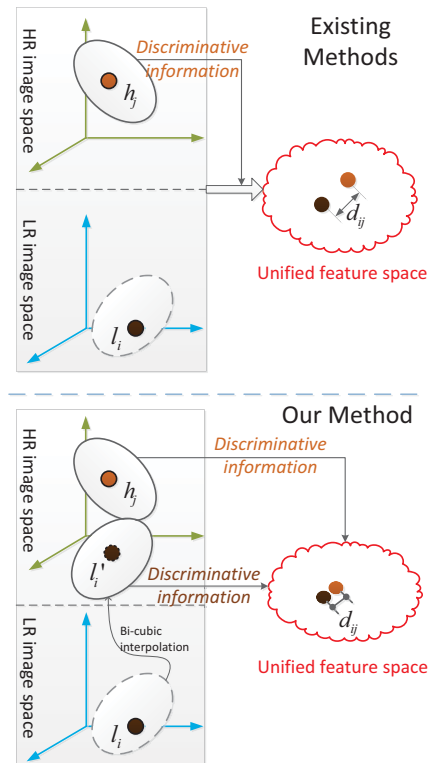 Existing
Methods
HR image space
Discriminative
information
h_j
d_ij
Unified feature space
LR image space
l_i
Our Method
HR image space
Discriminative
information
h_j
l_i'
Discriminative
information
d_ij
Bi-cubic
interpolation
Unified feature space
LR image space
l_i